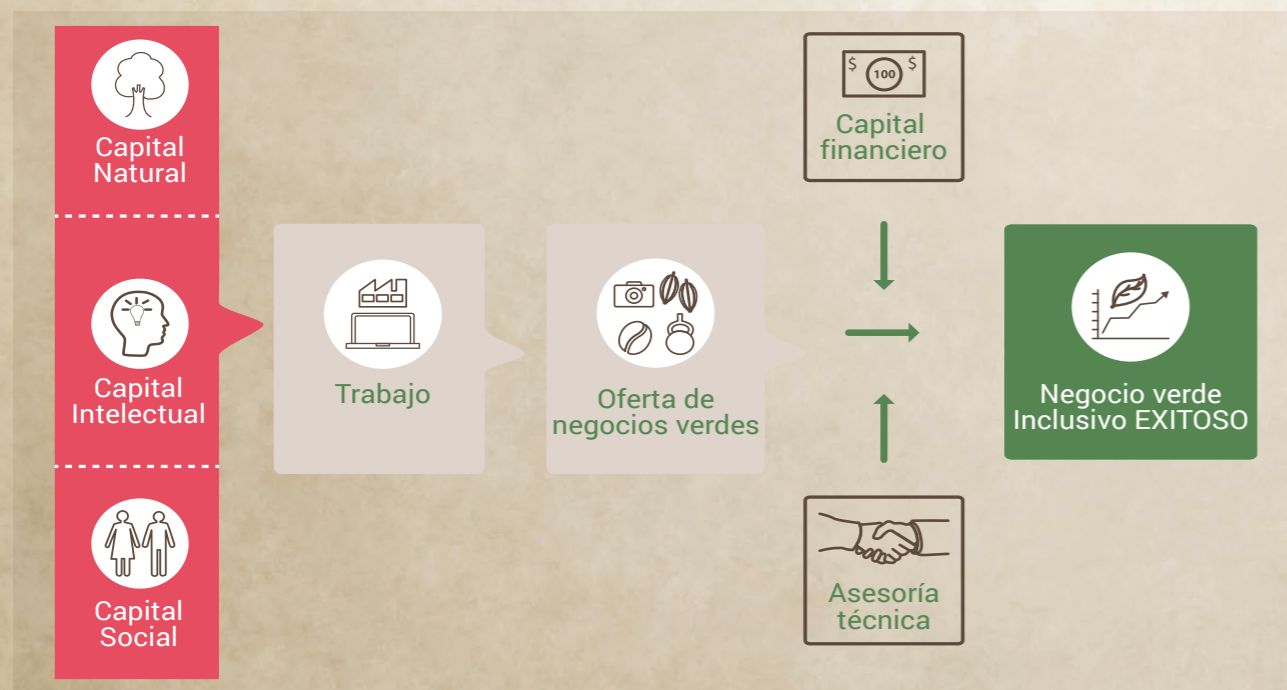 Capital
Natural
Capital
Intelectual
Capital
Social
Trabajo
Oferta de
negocios verdes
$ 100 $
Capital
financiero
Asesoría
técnica
Negocio verde
Inclusivo EXITOSO